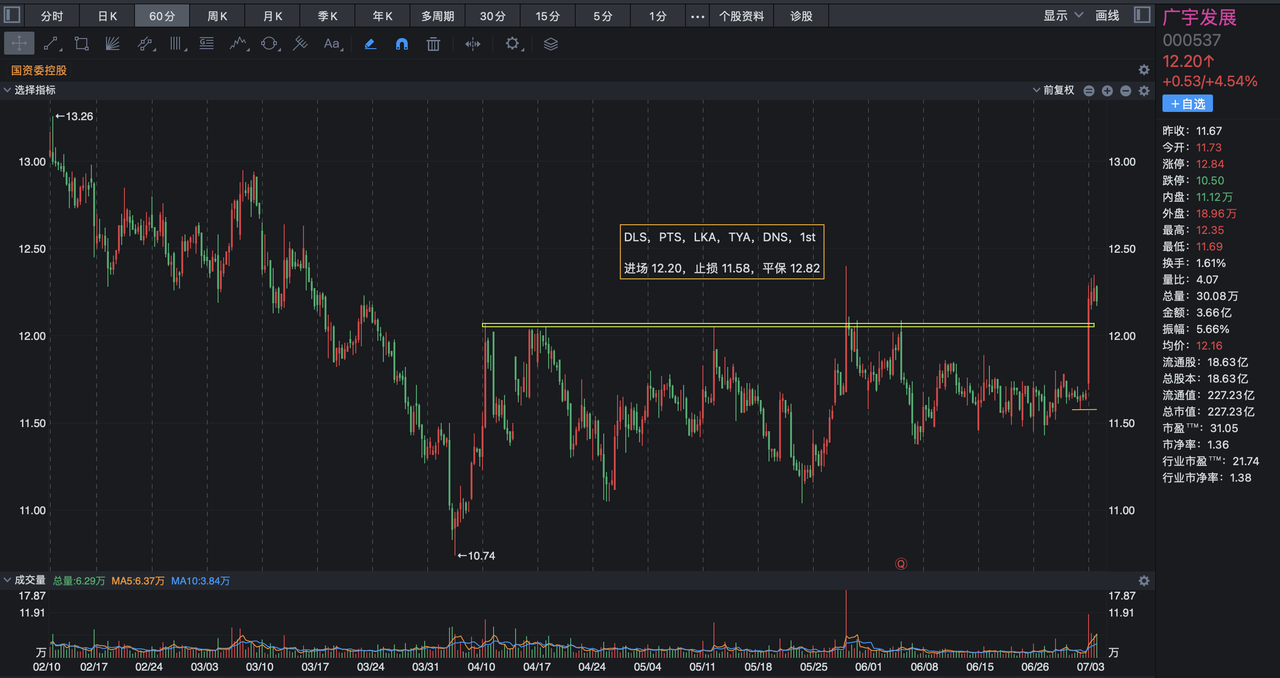 分时 日K 60分 周K 月K 季K 年K 多周期 30分 15分 5分 1分 ••• 个股资料 诊股 显示 画线
Aa
国资委控股
选择指标 前复权
13.26
13.00 13.00
12.50 12.50
12.00 12.00
11.50 11.50
11.00 11.00
DLS，PTS，LKA，TYA，DNS，1st
进场 12.20，止损 11.58，平保 12.82
10.74
Q
成交量 总量:6.29万 MA5:6.37万 MA10:3.84万
17.87 17.87
11.91 11.91
万 万
02/10 02/17 02/24 03/03 03/10 03/17 03/24 03/31 04/10 04/17 04/24 05/04 05/11 05/18 05/25 06/01 06/08 06/15 06/26 07/03
广宇发展
000537
12.20↑
+0.53/+4.54%
＋自选
昨收：11.67
今开：11.73
涨停：12.84
跌停：10.50
内盘：11.12万
外盘：18.96万
最高：12.35
最低：11.69
换手：1.61%
量比：4.07
总量：30.08万
金额：3.66亿
振幅：5.66%
均价：12.16
流通股：18.63亿
总股本：18.63亿
流通值：227.23亿
总市值：227.23亿
市盈™：31.05
市净率：1.36
行业市盈™：21.74
行业市净率：1.38